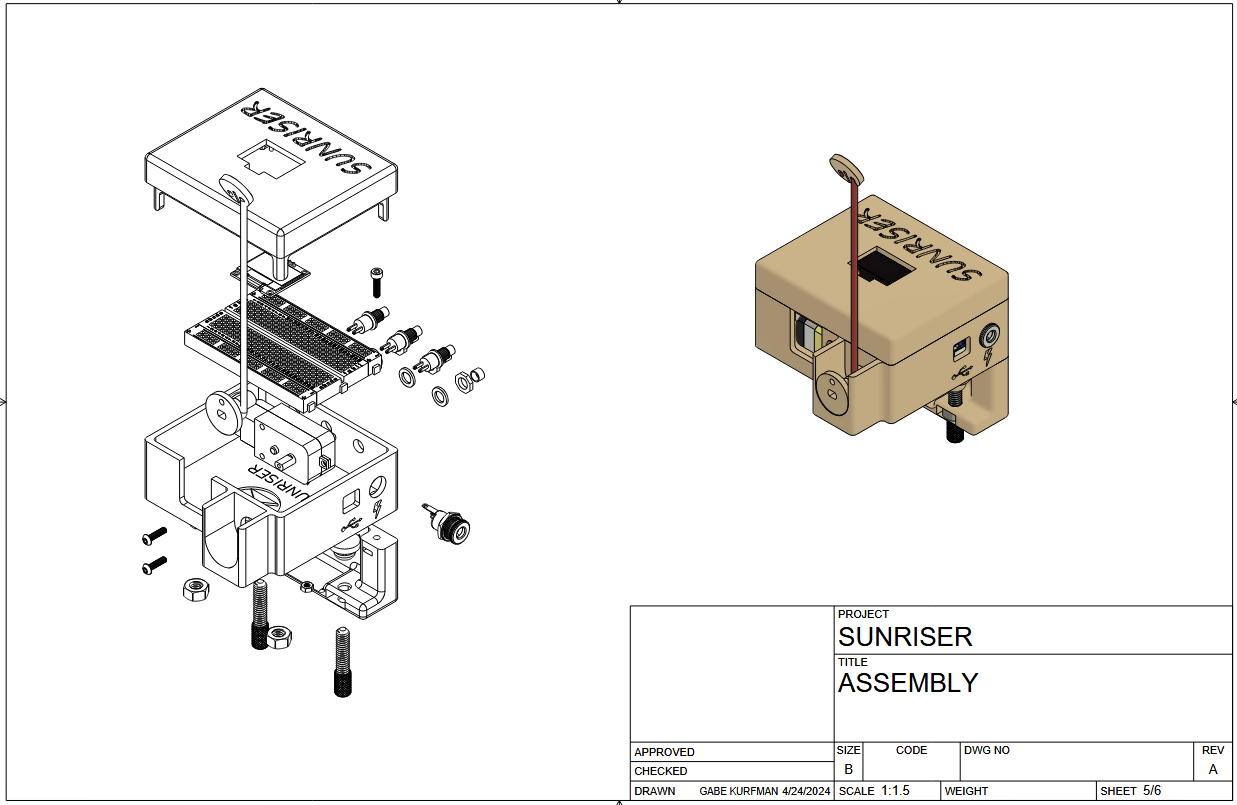 SUNRISER
SUNRISER
UNRISER
PROJECT
SUNRISER
TITLE
ASSEMBLY
APPROVED
CHECKED
DRAWN GABE KURFMAN 4/24/2024
SIZE CODE DWG NO REV
B A
SCALE 1:1.5 WEIGHT SHEET 5/6